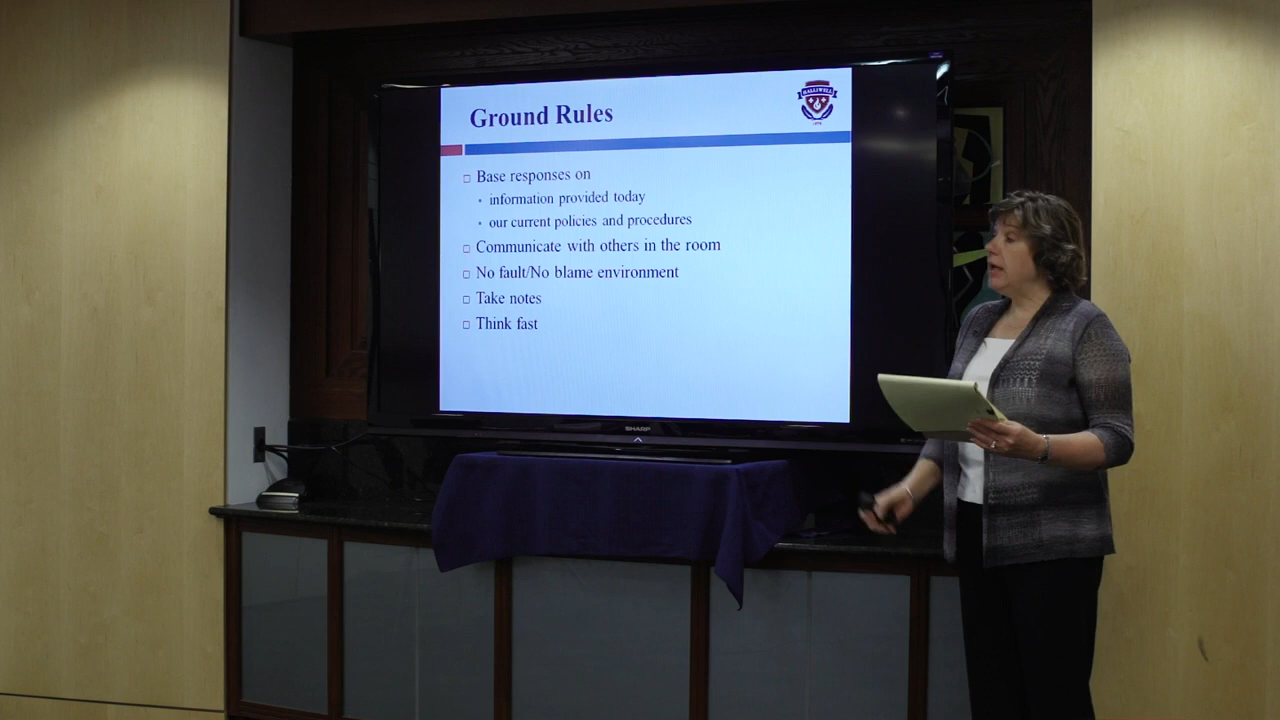 Ground Rules
HALLIWELL
Base responses on
information provided today
our current policies and procedures
Communicate with others in the room
No fault/No blame environment
Take notes
Think fast
SHARP